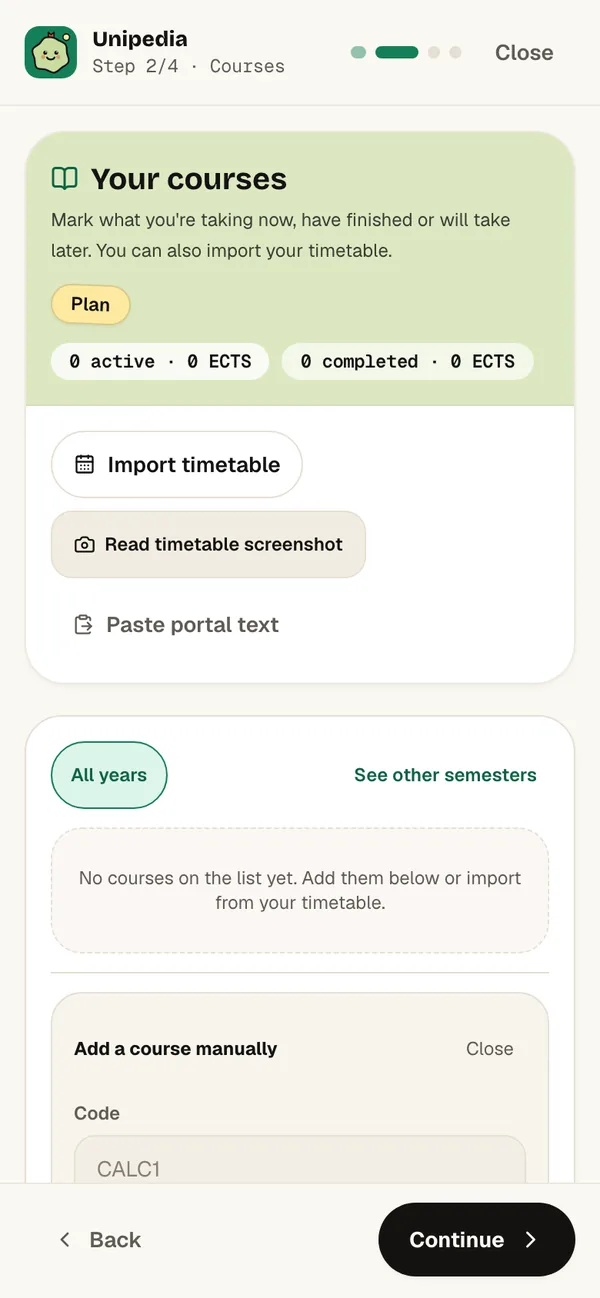 Unipedia
Step 2/4 · Courses
Close
Your courses
Mark what you're taking now, have finished or will take
later. You can also import your timetable.
Plan
0 active · 0 ECTS
0 completed · 0 ECTS
Import timetable
Read timetable screenshot
Paste portal text
All years
See other semesters
No courses on the list yet. Add them below or import
from your timetable.
Add a course manually
Close
Code
CALC1
Back
Continue